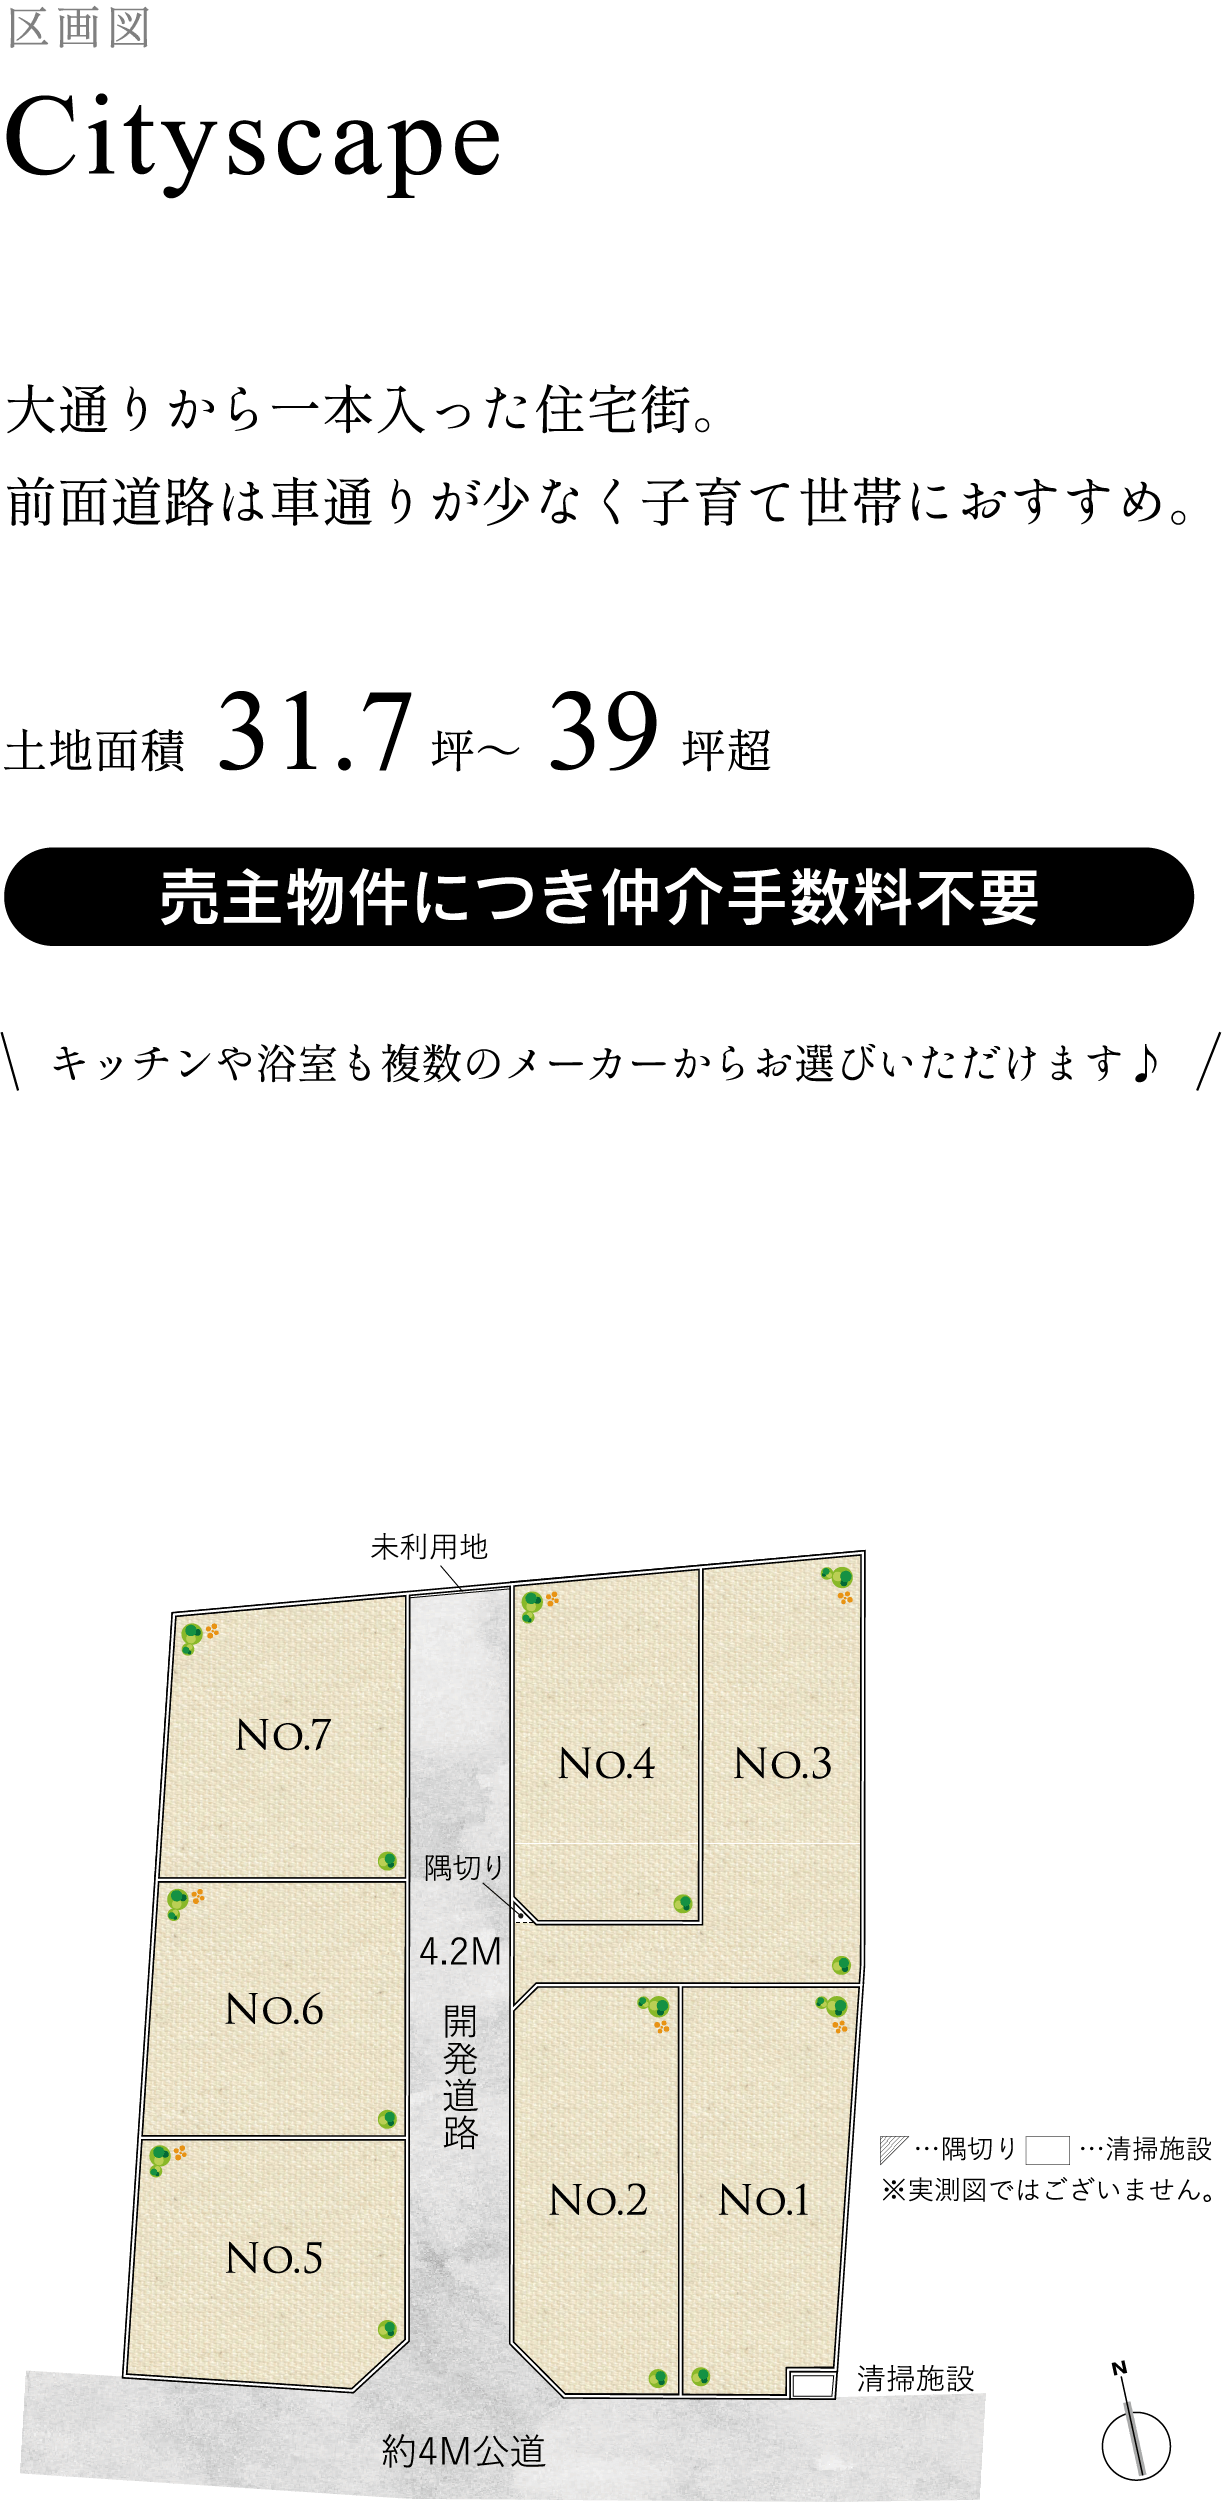 区画図
Cityscape
大通りから一本入った住宅街。
前面道路は車通りが少なく子育て世帯におすすめ。
土地面積 31.7 坪〜 39 坪超
売主物件につき仲介手数料不要
\ キッチンや浴室も複数のメーカーからお選びいただけます♪ /
未利用地
No.7
No.4
No.3
隅切り
4.2M
開発道路
No.6
No.2
No.1
No.5
…隅切り …清掃施設
※実測図ではございません。
清掃施設
N
約4M公道